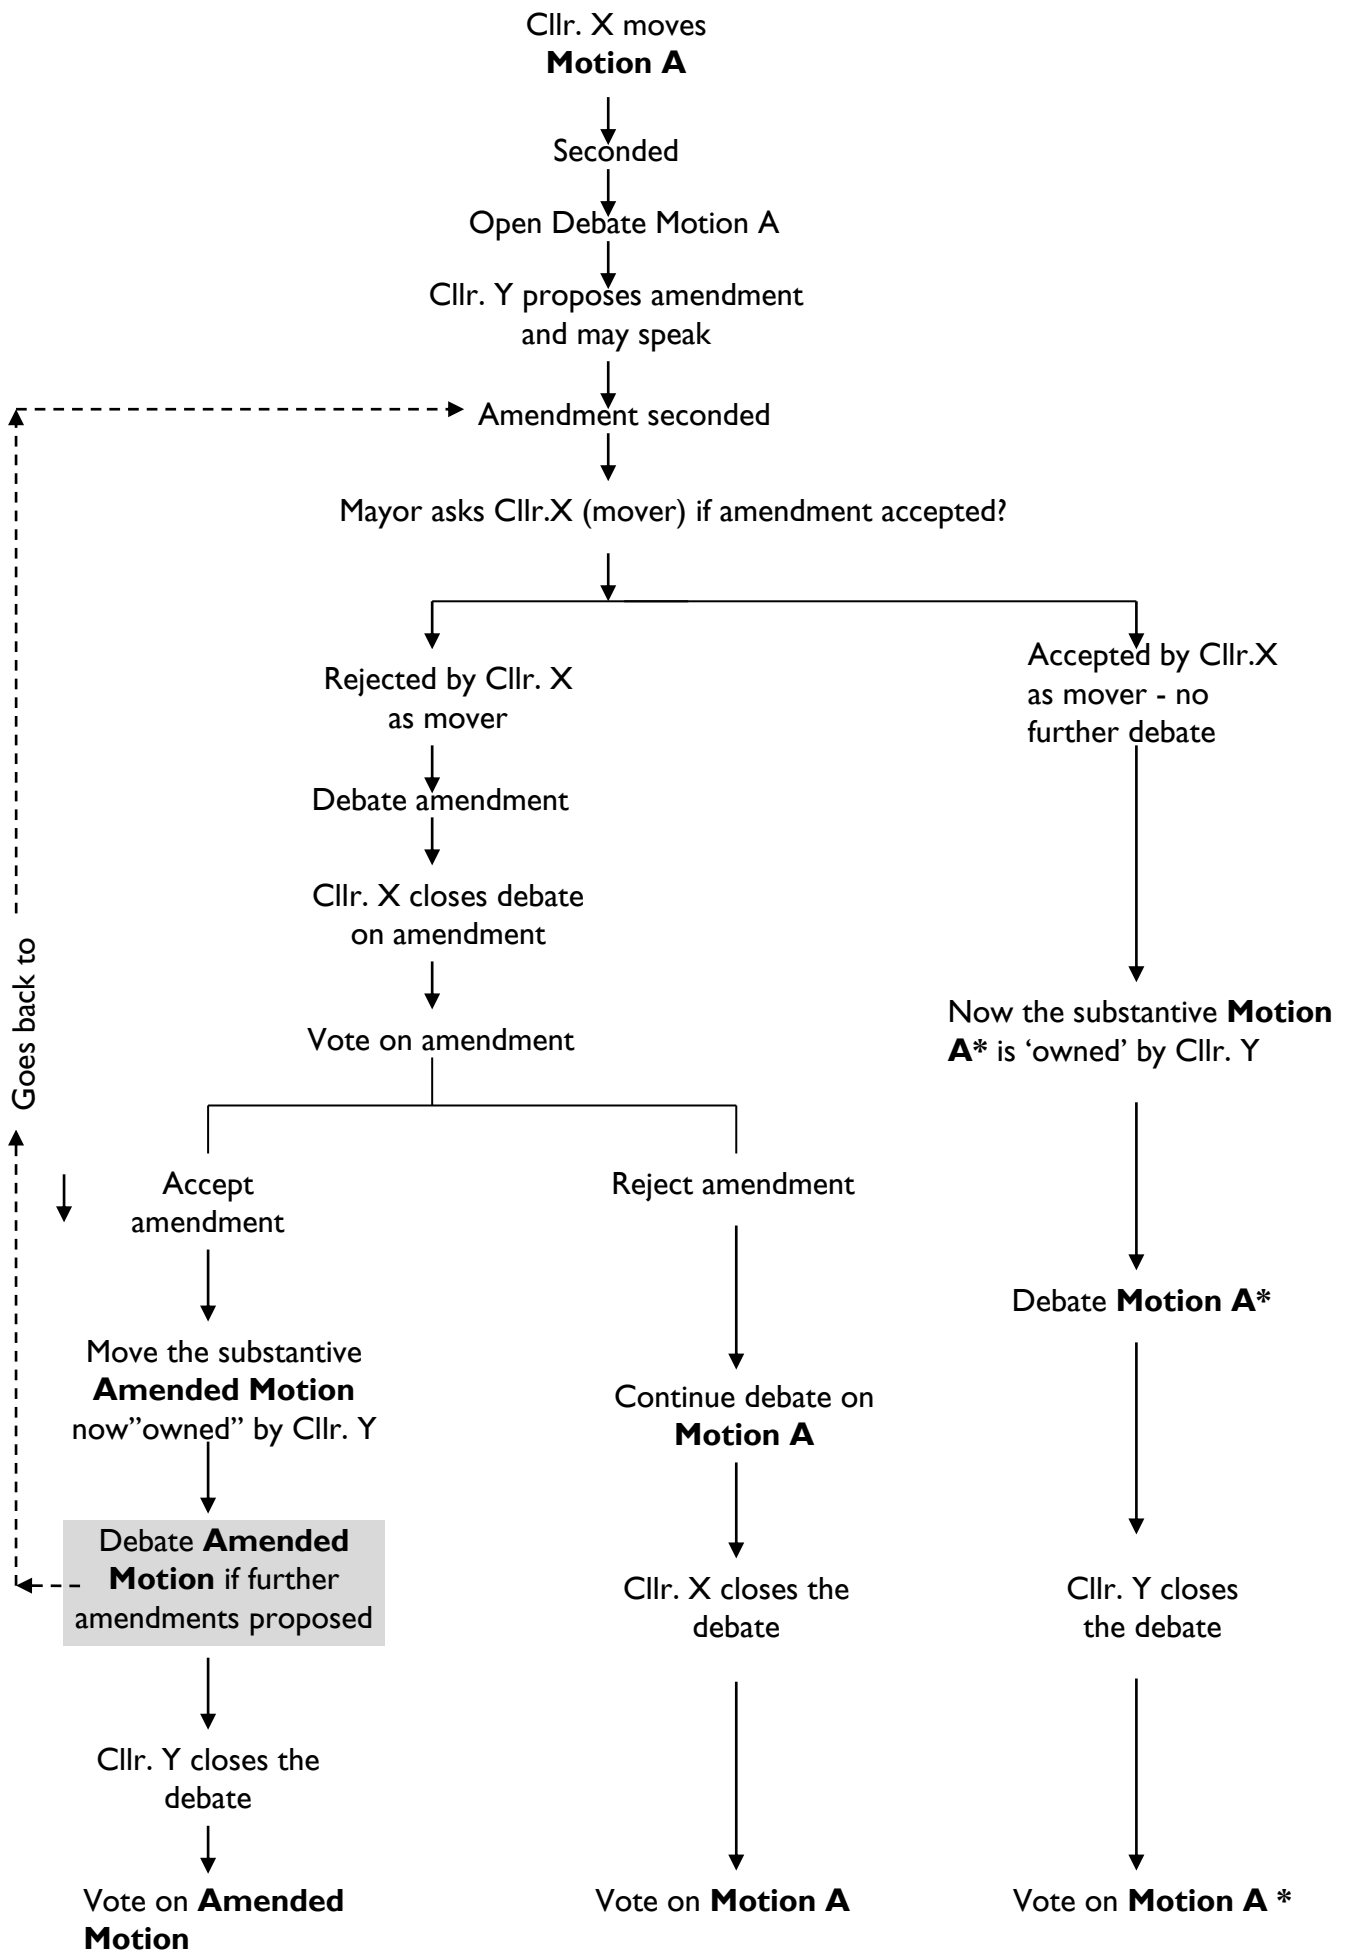 Cllr. X moves
Motion A
Seconded
Open Debate Motion A
Cllr. Y proposes amendment
and may speak
Amendment seconded
Mayor asks Cllr.X (mover) if amendment accepted?
Rejected by Cllr. X
as mover
Accepted by Cllr.X
as mover - no
further debate
Debate amendment
Cllr. X closes debate
on amendment
Goes back to
Vote on amendment
Now the substantive Motion
A* is ‘owned’ by Cllr. Y
Accept
amendment
Reject amendment
Debate Motion A*
Move the substantive
Amended Motion
now”owned” by Cllr. Y
Continue debate on
Motion A
Debate Amended
Motion if further
amendments proposed
Cllr. X closes the
debate
Cllr. Y closes
the debate
Cllr. Y closes the
debate
Vote on Amended
Motion
Vote on Motion A
Vote on Motion A *